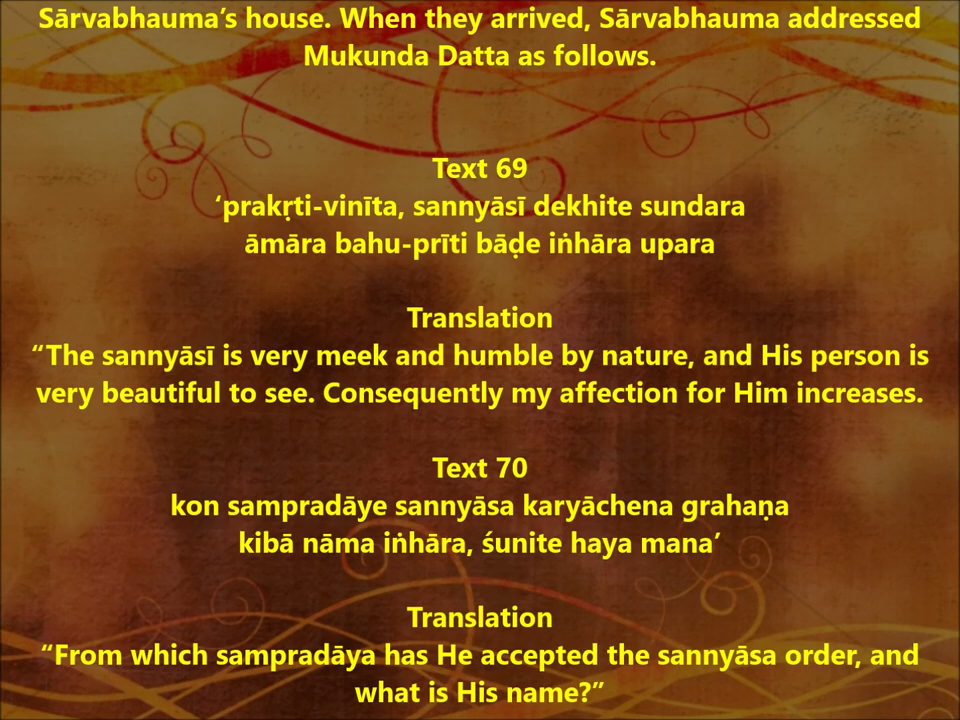 Sārvabhauma’s house. When they arrived, Sārvabhauma addressed
Mukunda Datta as follows.
Text 69
‘prakṛti-vinīta, sannyāsī dekhite sundara
āmāra bahu-prīti bāḍe iṅhāra upara
Translation
“The sannyāsī is very meek and humble by nature, and His person is
very beautiful to see. Consequently my affection for Him increases.
Text 70
kon sampradāye sannyāsa karyāchena grahaṇa
kibā nāma iṅhāra, śunite haya mana’
Translation
“From which sampradāya has He accepted the sannyāsa order, and
what is His name?”